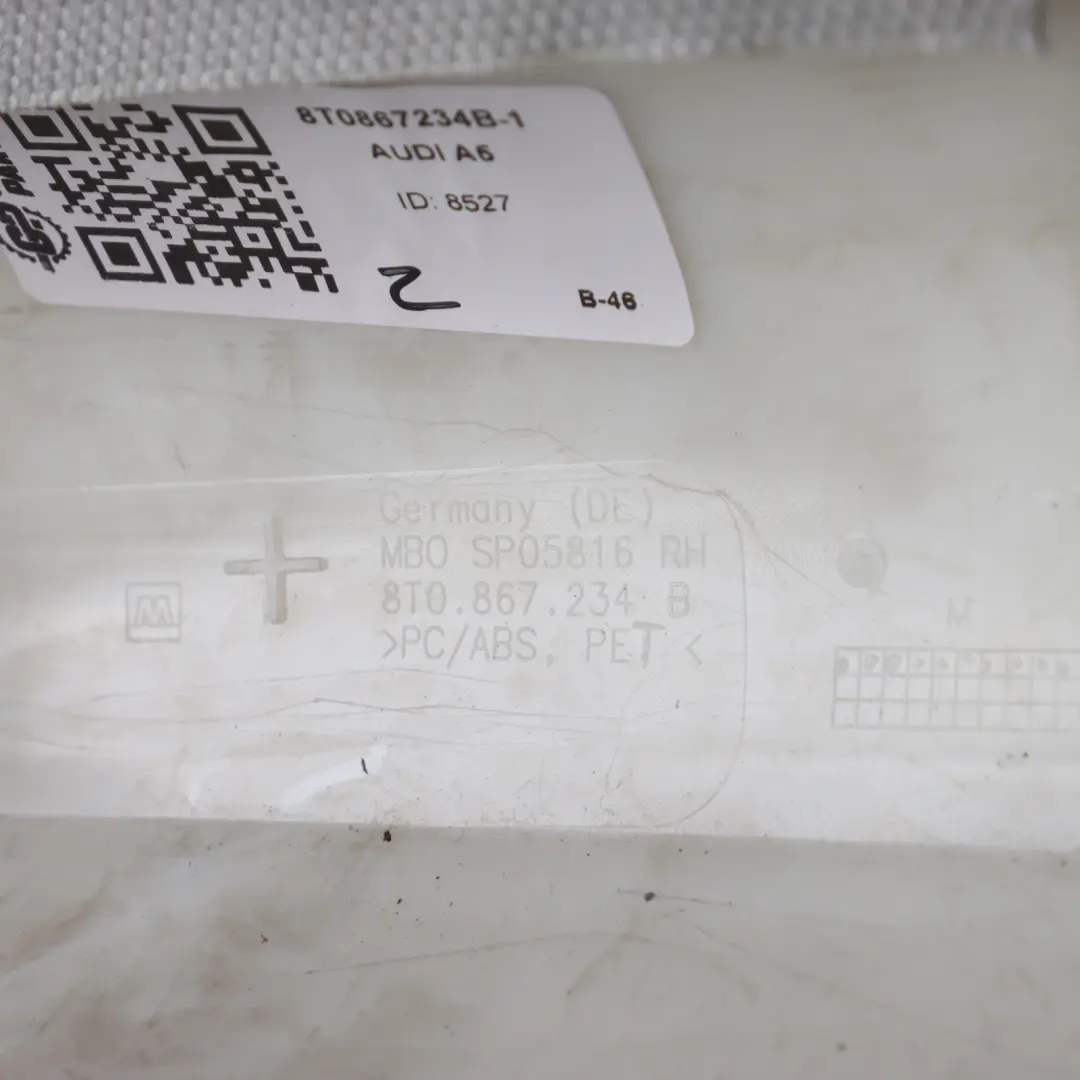 8T0867234B-1
AUDI A5
ID: 8527
2
B-46
Germany (DE)
MBO SP05816 RH
8T0.867.234 B
>PC/ABS, PET <
M